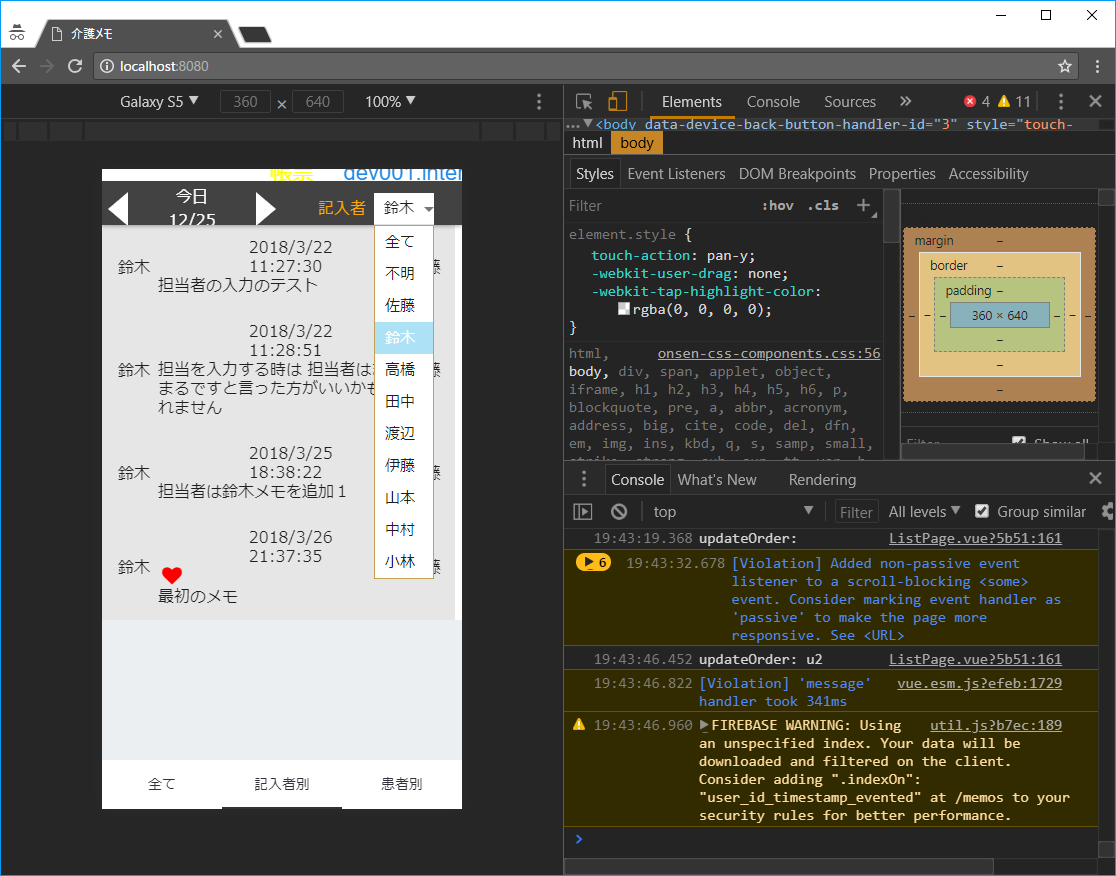 介護メモ
localhost:8080
Galaxy S5 ▼ 360 × 640 100% ▼
Elements Console Sources » 4 11
... ▼<body data-device-back-button-handler-id="3" style="touch-
html body
Styles Event Listeners DOM Breakpoints Properties Accessibility
Filter :hov .cls +
element.style {
touch-action: pan-y;
-webkit-user-drag: none;
-webkit-tap-highlight-color:
rgba(0, 0, 0, 0);
}
html, onsen-css-components.css:56
body, div, span, applet, object,
iframe, h1, h2, h3, h4, h5, h6, p,
blockquote, pre, a, abbr, acronym,
address, big, cite, code, del, dfn,
em, img, ins, kbd, q, s, samp, small,
strike, strong, sub, sup, tt, var, b,
margin –
border –
padding –
– – – 360 × 640 – – –
–
–
–
Filter Show all
帳票 dev001.inter
今日
12/25
記入者 鈴木
全て
不明
佐藤
鈴木
高橋
田中
渡辺
伊藤
山本
中村
小林
2018/3/22
11:27:30
鈴木 藤
担当者の入力のテスト
2018/3/22
11:28:51
鈴木 担当を入力する時は 担当者は 藤
まるですと言った方がいいかも
れません
2018/3/25
18:38:22
鈴木 藤
担当者は鈴木メモを追加１
2018/3/26
21:37:35
鈴木 藤
最初のメモ
全て 記入者別 患者別
Console What's New Rendering
top ▼ Filter All levels ▼ Group similar
19:43:19.368 updateOrder: ListPage.vue?5b51:161
6 19:43:32.678 [Violation] Added non-passive event
listener to a scroll-blocking <some>
event. Consider marking event handler as
'passive' to make the page more
responsive. See <URL>
19:43:46.452 updateOrder: u2 ListPage.vue?5b51:161
19:43:46.822 [Violation] 'message' vue.esm.js?efeb:1729
handler took 341ms
19:43:46.960 ▶FIREBASE WARNING: Using util.js?b7ec:189
an unspecified index. Your data will be
downloaded and filtered on the client.
Consider adding ".indexOn":
"user_id_timestamp_evented" at /memos to your
security rules for better performance.
>